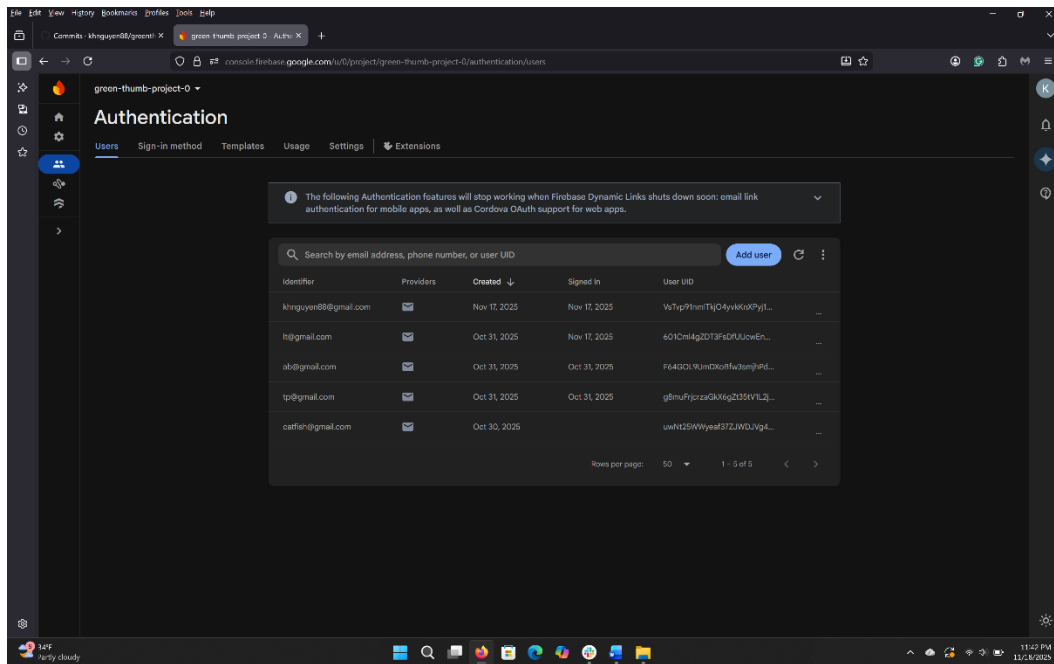 File Edit View History Bookmarks Profiles Tools Help
Commits · khnguyen88/greenth
green-thumb-project-0 - Authe
console.firebase.google.com/u/0/project/green-thumb-project-0/authentication/users
K
green-thumb-project-0
Authentication
Users Sign-in method Templates Usage Settings Extensions
The following Authentication features will stop working when Firebase Dynamic Links shuts down soon: email link
authentication for mobile apps, as well as Cordova OAuth support for web apps.
Search by email address, phone number, or user UID
Add user
Identifier Providers Created Signed In User UID
khnguyen88@gmail.com Nov 17, 2025 Nov 17, 2025
lt@gmail.com Oct 31, 2025 Nov 17, 2025
ab@gmail.com Oct 31, 2025 Oct 31, 2025
tp@gmail.com Oct 31, 2025 Oct 31, 2025
catfish@gmail.com Oct 30, 2025
Rows per page: 50 1 – 5 of 5
34°F
Partly cloudy
11:42 PM
11/18/2025